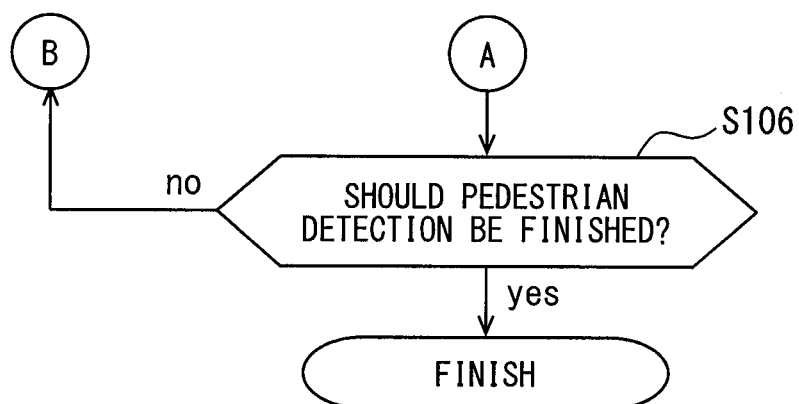 B
A
S106
no
SHOULD PEDESTRIAN
DETECTION BE FINISHED?
yes
FINISH